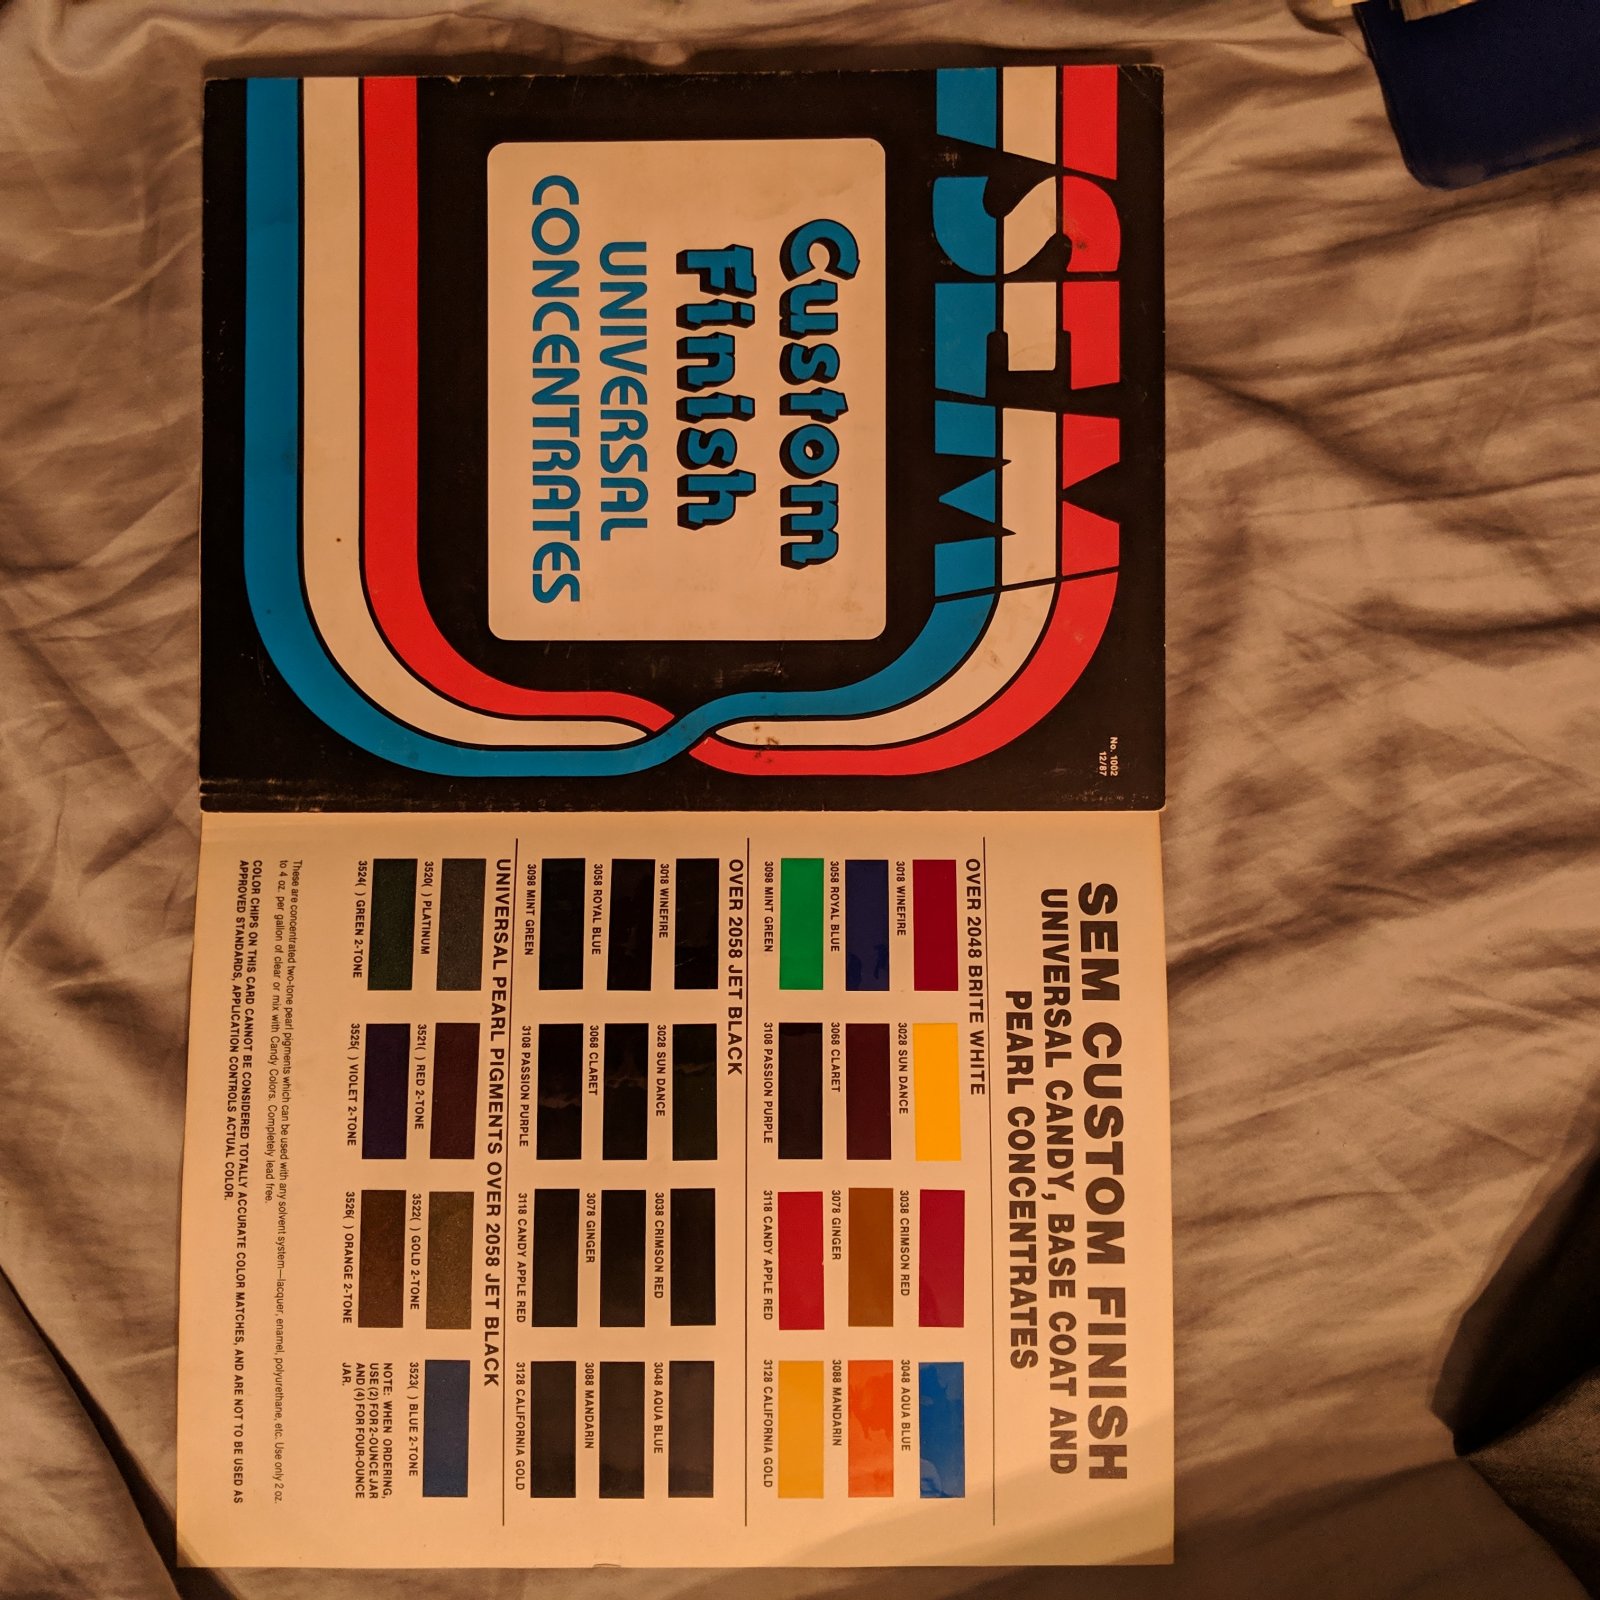 SEM
Custom
Finish
UNIVERSAL
CONCENTRATES
No. 1002
12/87
SEM CUSTOM FINISH
UNIVERSAL CANDY, BASE COAT AND
PEARL CONCENTRATES
OVER 2048 BRITE WHITE
3018 WINEFIRE
3028 SUN DANCE
3038 CRIMSON RED
3048 AQUA BLUE
3058 ROYAL BLUE
3068 CLARET
3078 GINGER
3088 MANDARIN
3098 MINT GREEN
3108 PASSION PURPLE
3118 CANDY APPLE RED
3128 CALIFORNIA GOLD
OVER 2058 JET BLACK
3018 WINEFIRE
3028 SUN DANCE
3038 CRIMSON RED
3048 AQUA BLUE
3058 ROYAL BLUE
3068 CLARET
3078 GINGER
3088 MANDARIN
3098 MINT GREEN
3108 PASSION PURPLE
3118 CANDY APPLE RED
3128 CALIFORNIA GOLD
UNIVERSAL PEARL PIGMENTS OVER 2058 JET BLACK
3520( ) PLATINUM
3521( ) RED 2-TONE
3522( ) GOLD 2-TONE
3523( ) BLUE 2-TONE
3524( ) GREEN 2-TONE
3525( ) VIOLET 2-TONE
3526( ) ORANGE 2-TONE
NOTE: WHEN ORDERING,
USE (2) FOR 2-OUNCE JAR
AND (4) FOR FOUR-OUNCE
JAR.
These are concentrated two-tone pearl pigments which can be used with any solvent system—lacquer, enamel, polyurethane, etc. Use only 2 oz.
to 4 oz. per gallon of clear or mix with Candy Colors. Completely lead free.
COLOR CHIPS ON THIS CARD CANNOT BE CONSIDERED TOTALLY ACCURATE COLOR MATCHES, AND ARE NOT TO BE USED AS
APPROVED STANDARDS, APPLICATION CONTROLS ACTUAL COLOR.